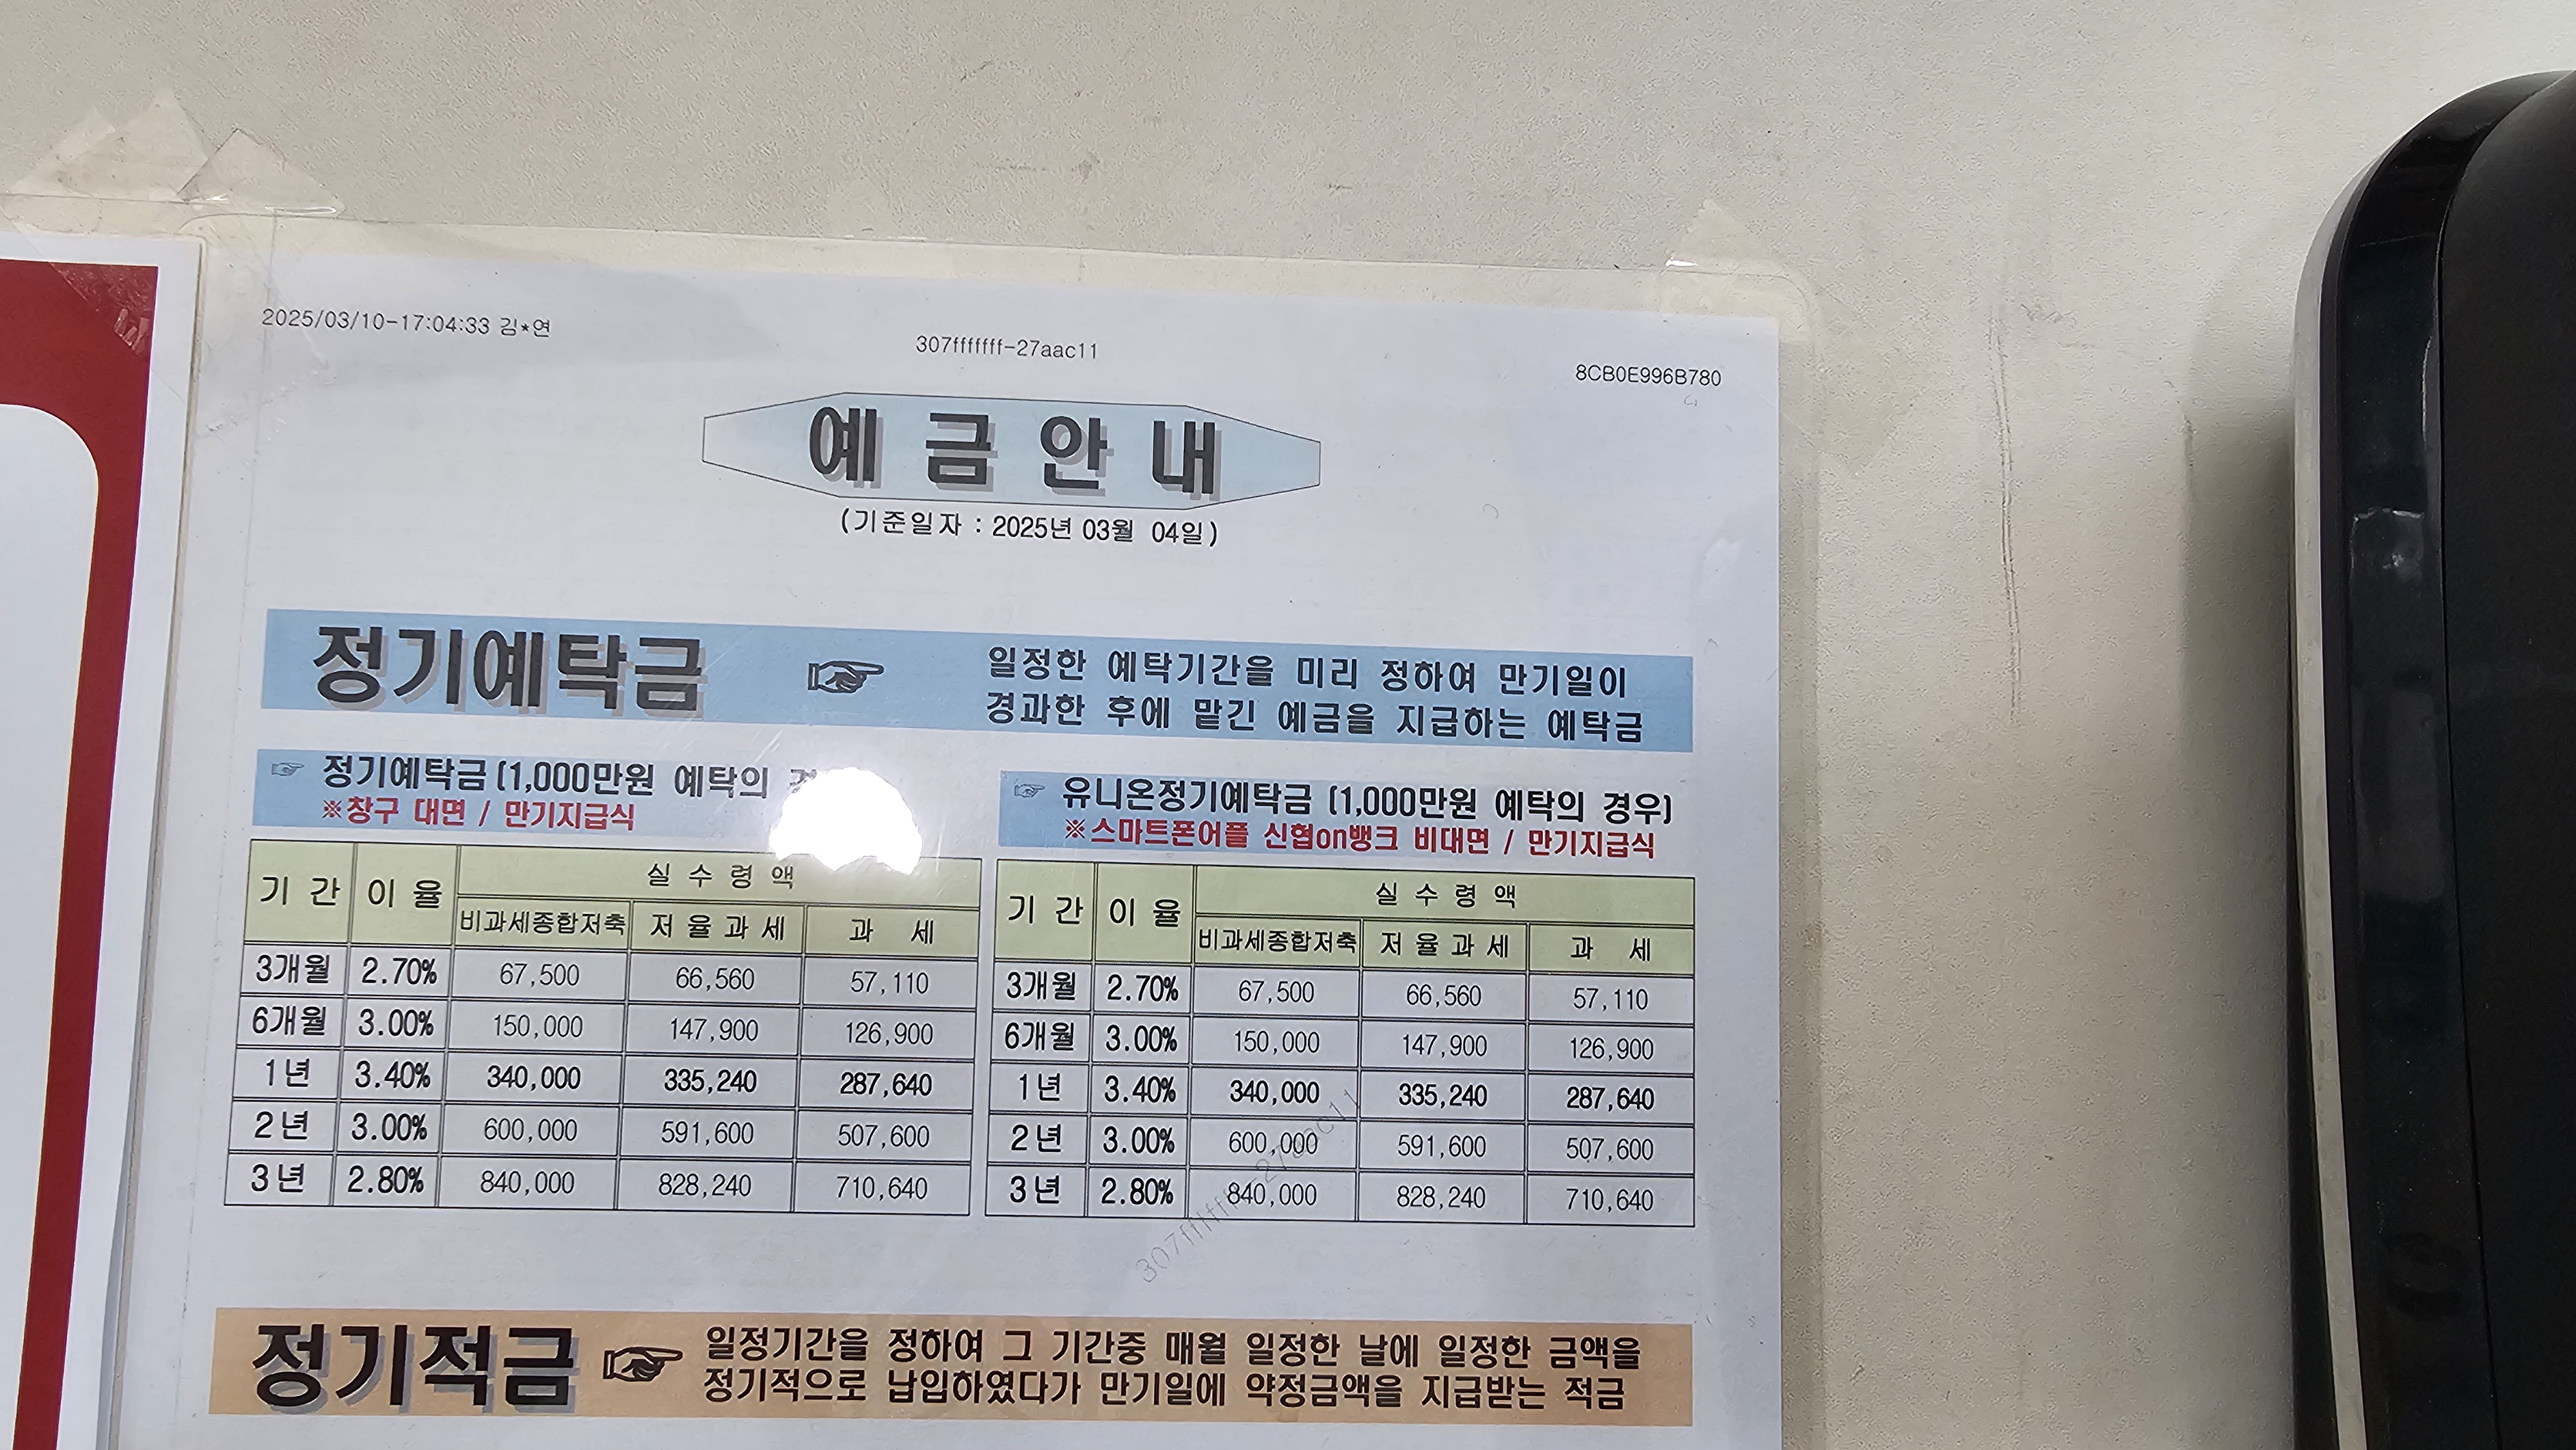 2025/03/10-17:04:33 김*연
307fffffff-27aac11
8CB0E996B780
예 금 안 내
(기준일자 : 2025년 03월 04일)
정기예탁금 ☞ 일정한 예탁기간을 미리 정하여 만기일이
경과한 후에 맡긴 예금을 지급하는 예탁금
☞ 정기예탁금 (1,000만원 예탁의
※창구 대면 / 만기지급식
기 간 이 율 실 수 령 액
비과세종합저축 저 율 과 세 과 세
3개월 2.70% 67,500 66,560 57,110
6개월 3.00% 150,000 147,900 126,900
1년 3.40% 340,000 335,240 287,640
2년 3.00% 600,000 591,600 507,600
3년 2.80% 840,000 828,240 710,640
☞ 유니온정기예탁금 (1,000만원 예탁의 경우)
※스마트폰어플 신협on뱅크 비대면 / 만기지급식
기 간 이 율 실 수 령 액
비과세종합저축 저 율 과 세 과 세
3개월 2.70% 67,500 66,560 57,110
6개월 3.00% 150,000 147,900 126,900
1년 3.40% 340,000 335,240 287,640
2년 3.00% 600,000 591,600 507,600
3년 2.80% 840,000 828,240 710,640
정기적금 ☞ 일정기간을 정하여 그 기간중 매월 일정한 날에 일정한 금액을
정기적으로 납입하였다가 만기일에 약정금액을 지급받는 적금